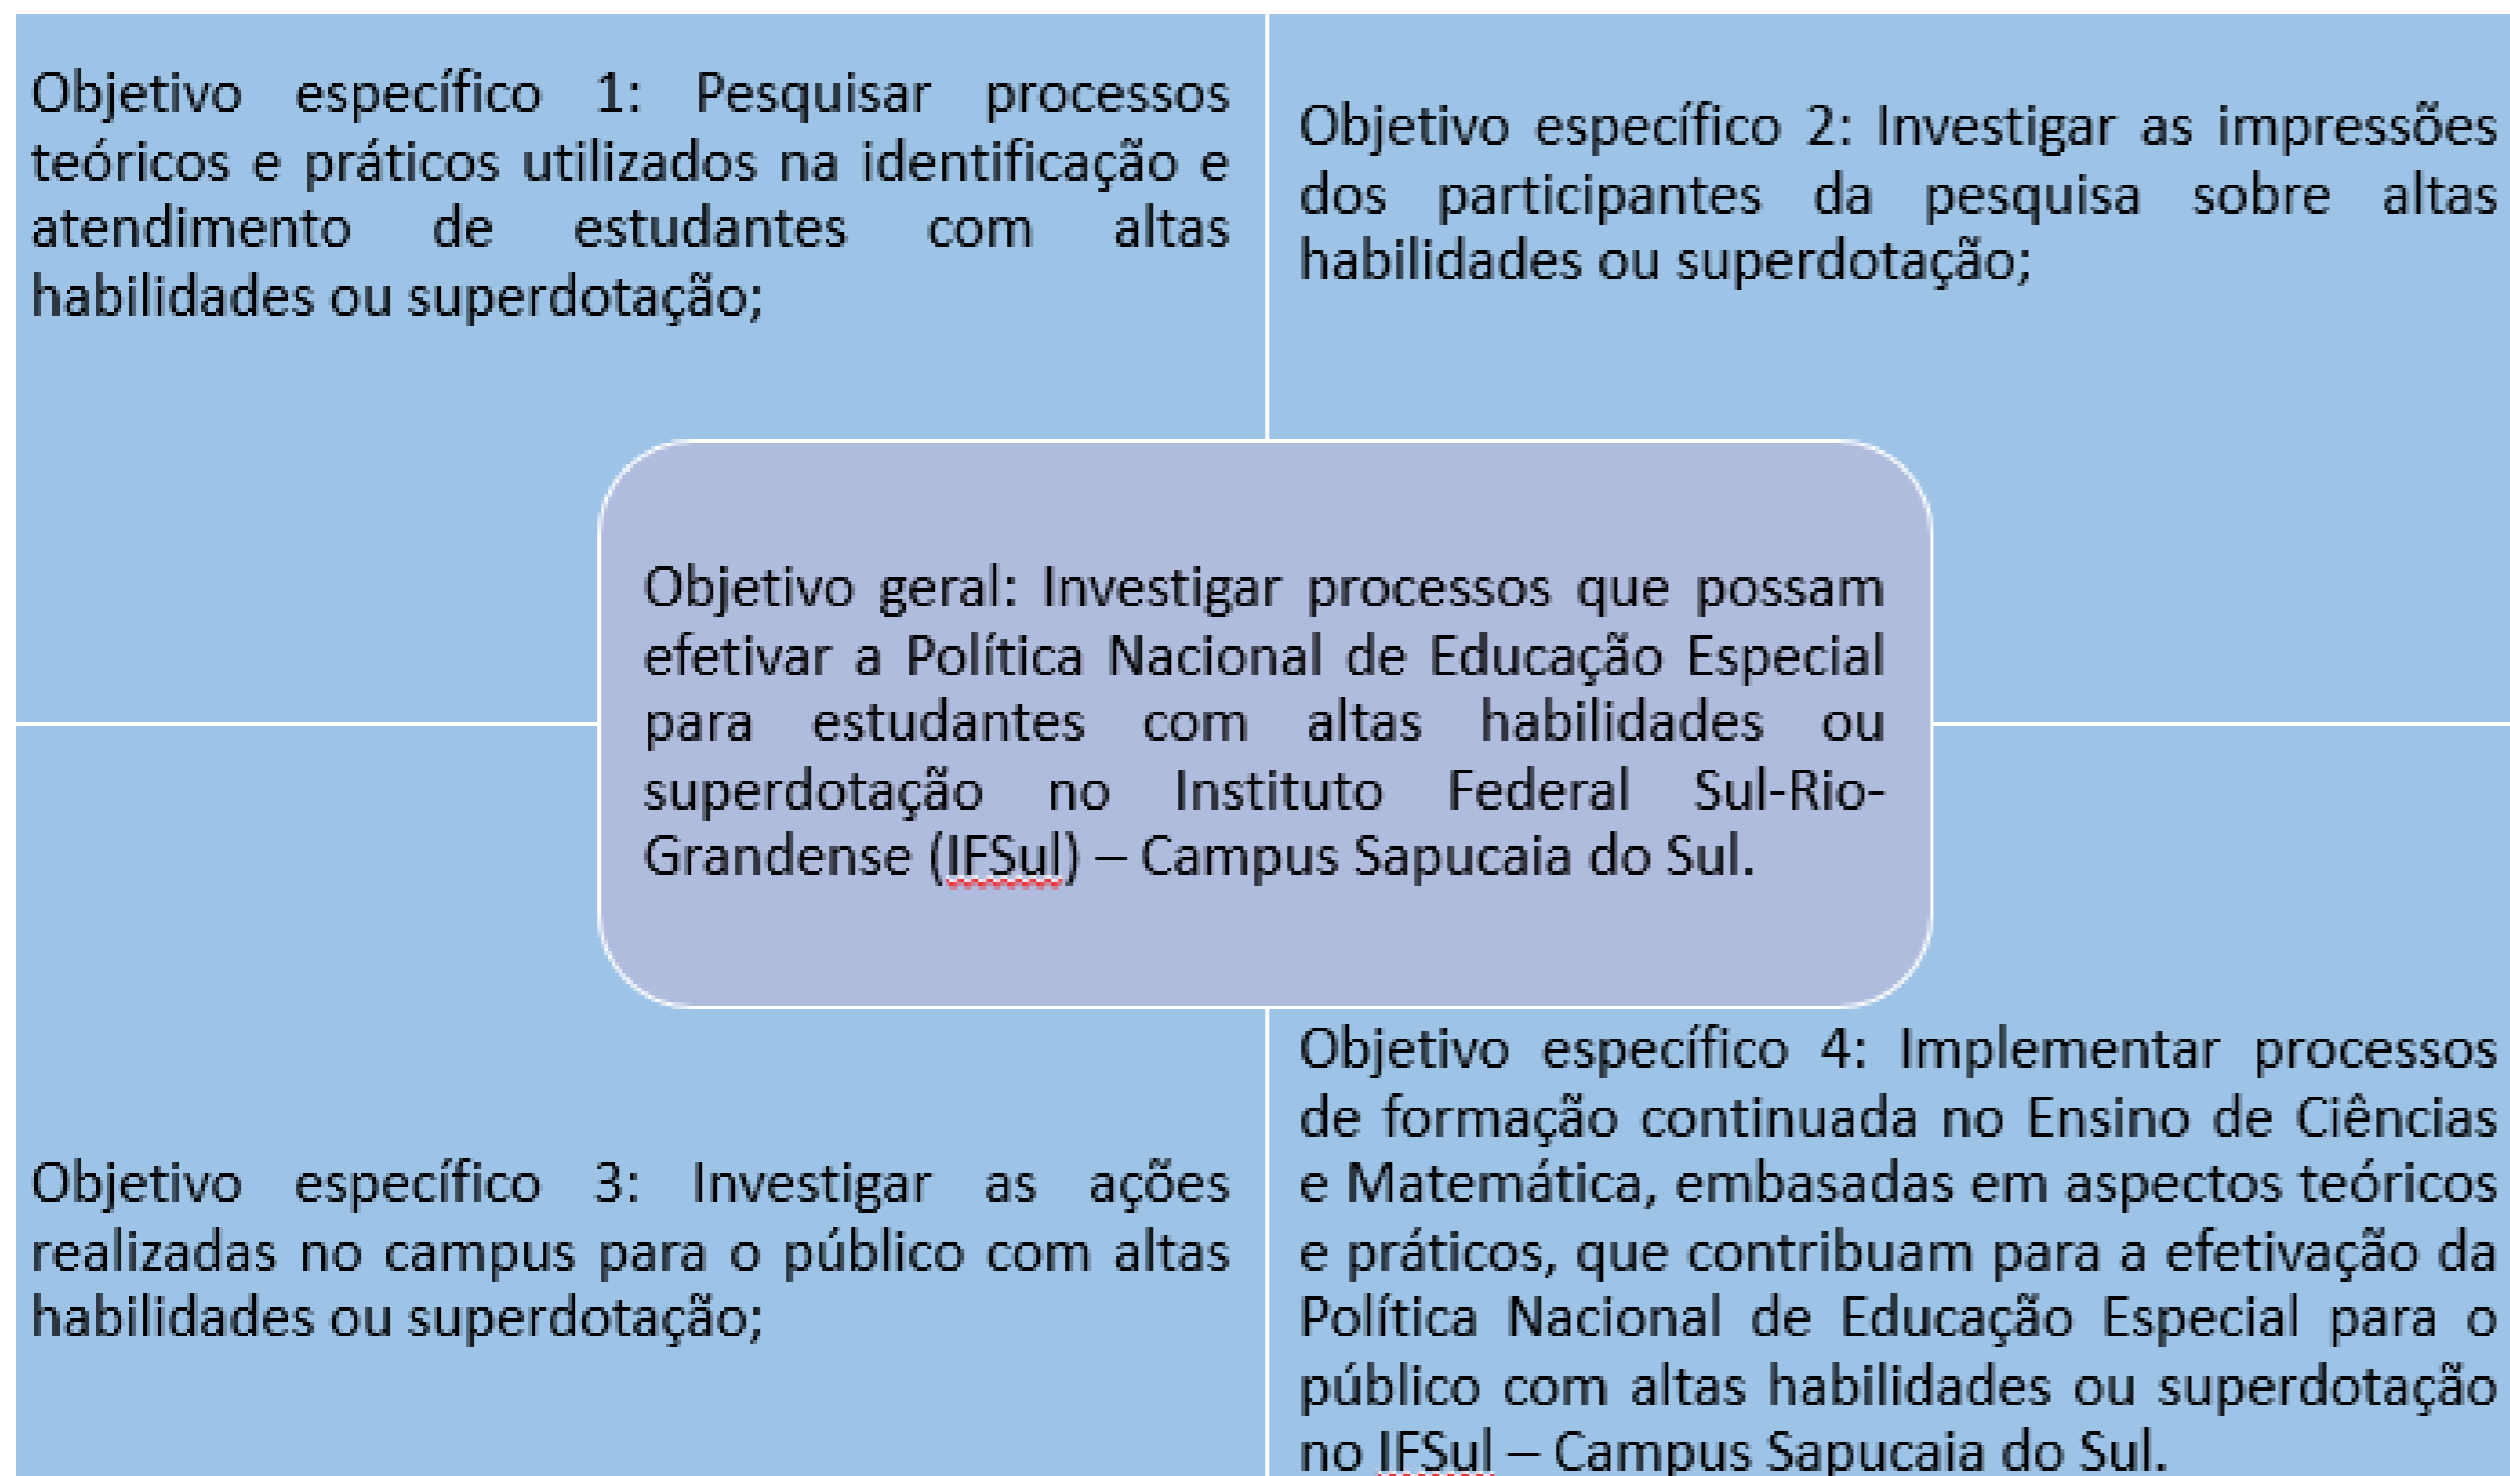 Objetivo específico 1: Pesquisar processos
teóricos e práticos utilizados na identificação e
atendimento de estudantes com altas
habilidades ou superdotação;
Objetivo específico 2: Investigar as impressões
dos participantes da pesquisa sobre altas
habilidades ou superdotação;
Objetivo geral: Investigar processos que possam
efetivar a Política Nacional de Educação Especial
para estudantes com altas habilidades ou
superdotação no Instituto Federal Sul-Rio-
Grandense (IFSul) – Campus Sapucaia do Sul.
Objetivo específico 3: Investigar as ações
realizadas no campus para o público com altas
habilidades ou superdotação;
Objetivo específico 4: Implementar processos
de formação continuada no Ensino de Ciências
e Matemática, embasadas em aspectos teóricos
e práticos, que contribuam para a efetivação da
Política Nacional de Educação Especial para o
público com altas habilidades ou superdotação
no IFSul – Campus Sapucaia do Sul.